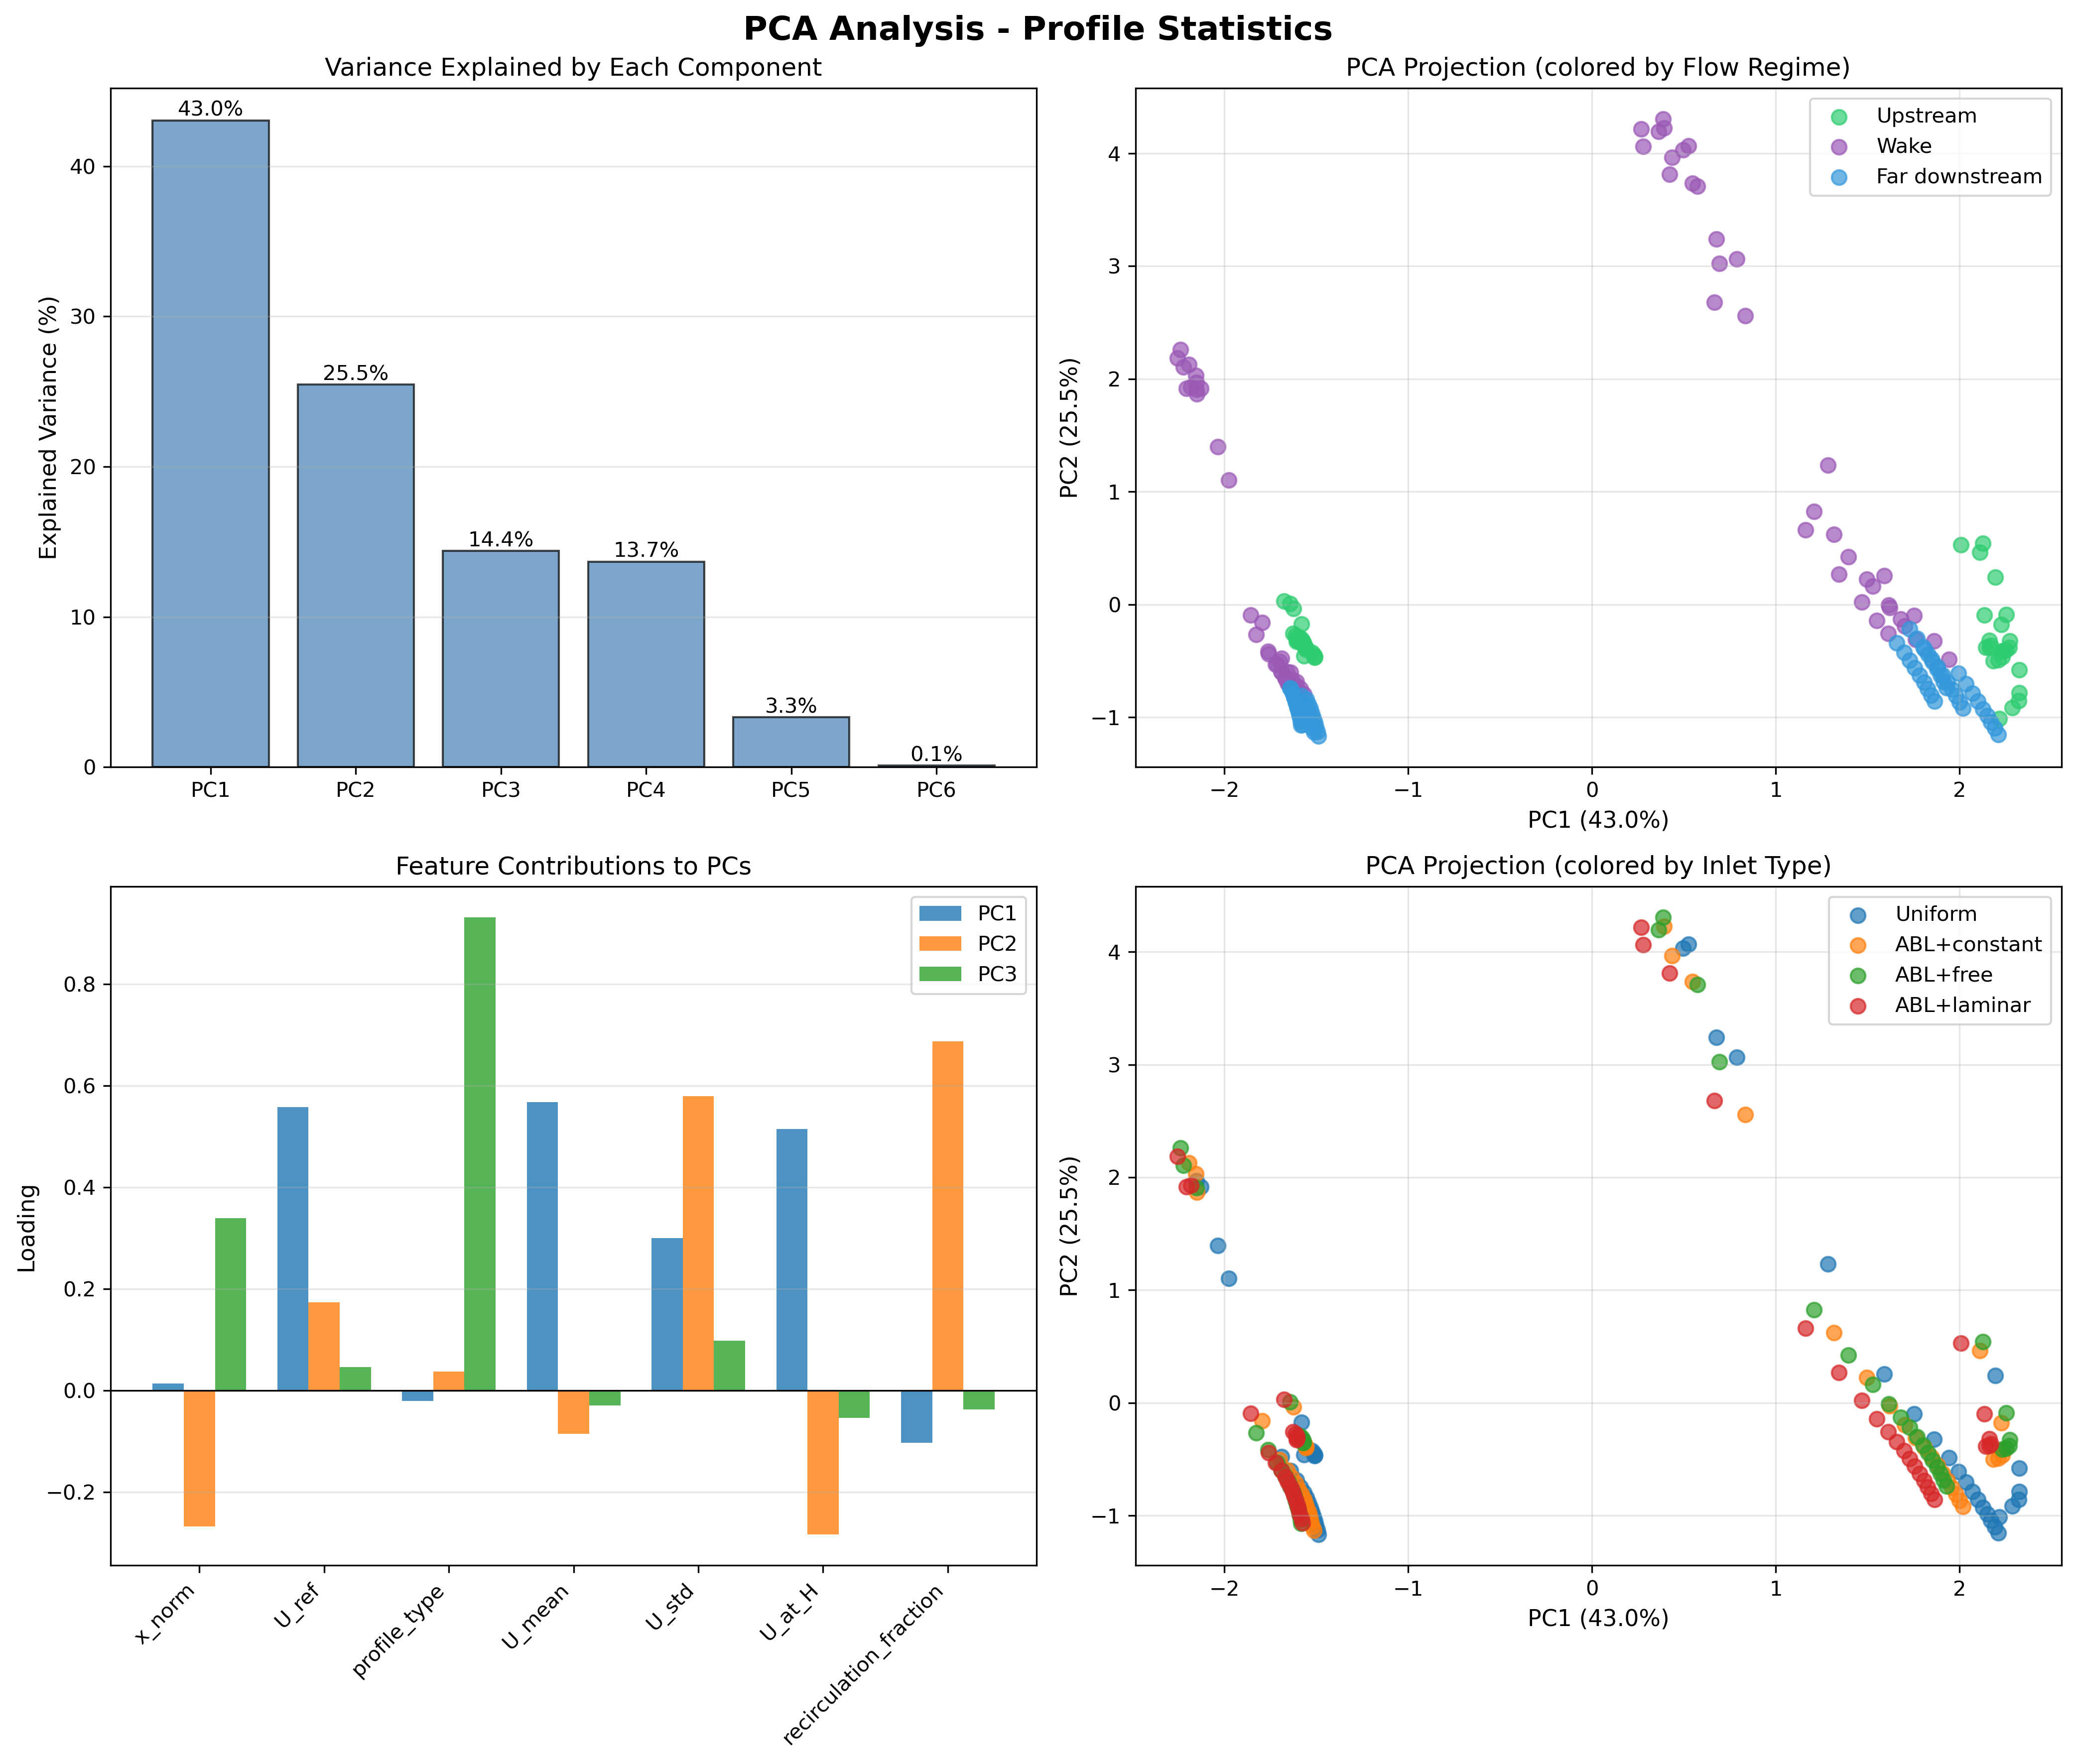 PCA Analysis - Profile Statistics
Variance Explained by Each Component
43.0%
25.5%
14.4%
13.7%
3.3%
0.1%
40
30
20
10
0
Explained Variance (%)
PC1 PC2 PC3 PC4 PC5 PC6
PCA Projection (colored by Flow Regime)
Upstream
Wake
Far downstream
4
3
2
1
0
−1
PC2 (25.5%)
−2 −1 0 1 2
PC1 (43.0%)
Feature Contributions to PCs
PC1
PC2
PC3
0.8
0.6
0.4
0.2
0.0
−0.2
Loading
x_norm
U_ref
profile_type
U_mean
U_std
U_at_H
recirculation_fraction
PCA Projection (colored by Inlet Type)
Uniform
ABL+constant
ABL+free
ABL+laminar
4
3
2
1
0
−1
PC2 (25.5%)
−2 −1 0 1 2
PC1 (43.0%)